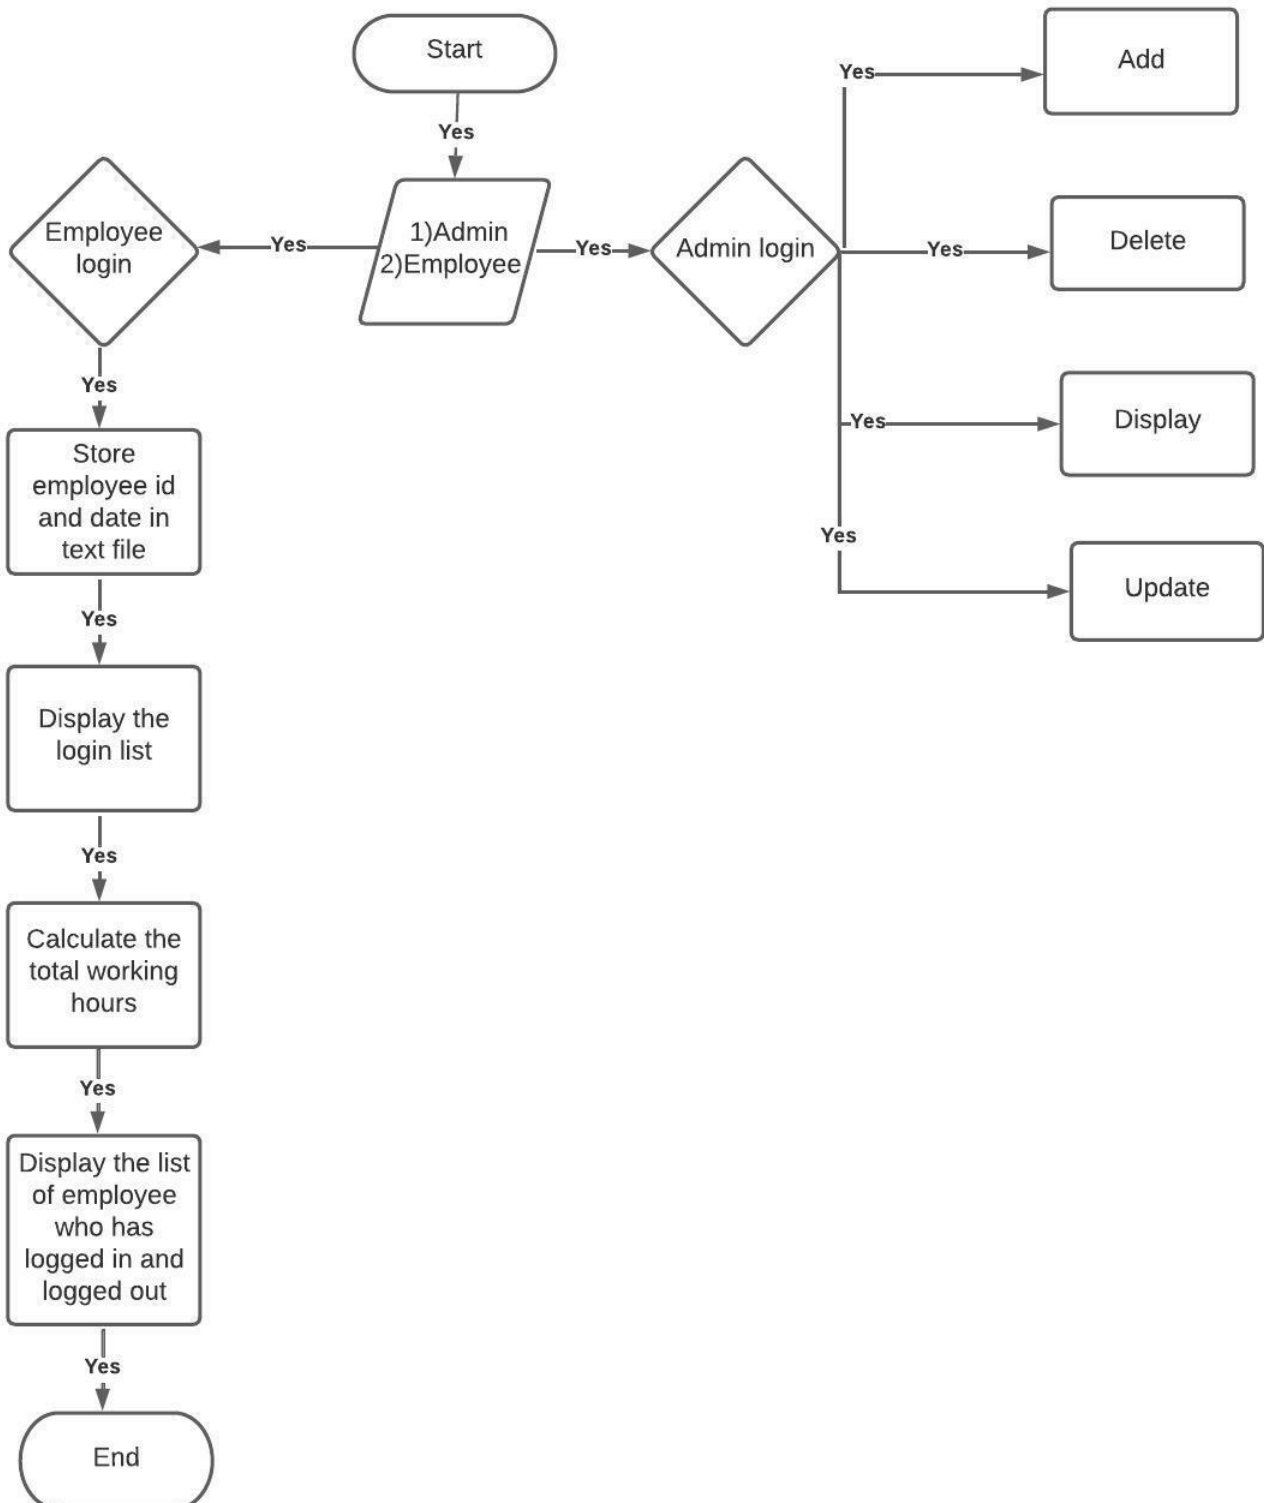 Start
Yes
Add
Yes
Employee
login
Yes
1)Admin
2)Employee
Yes
Admin login
Yes
Delete
Yes
Display
Yes
Update
Yes
Store
employee id
and date in
text file
Yes
Display the
login list
Yes
Calculate the
total working
hours
Yes
Display the list
of employee
who has
logged in and
logged out
Yes
End